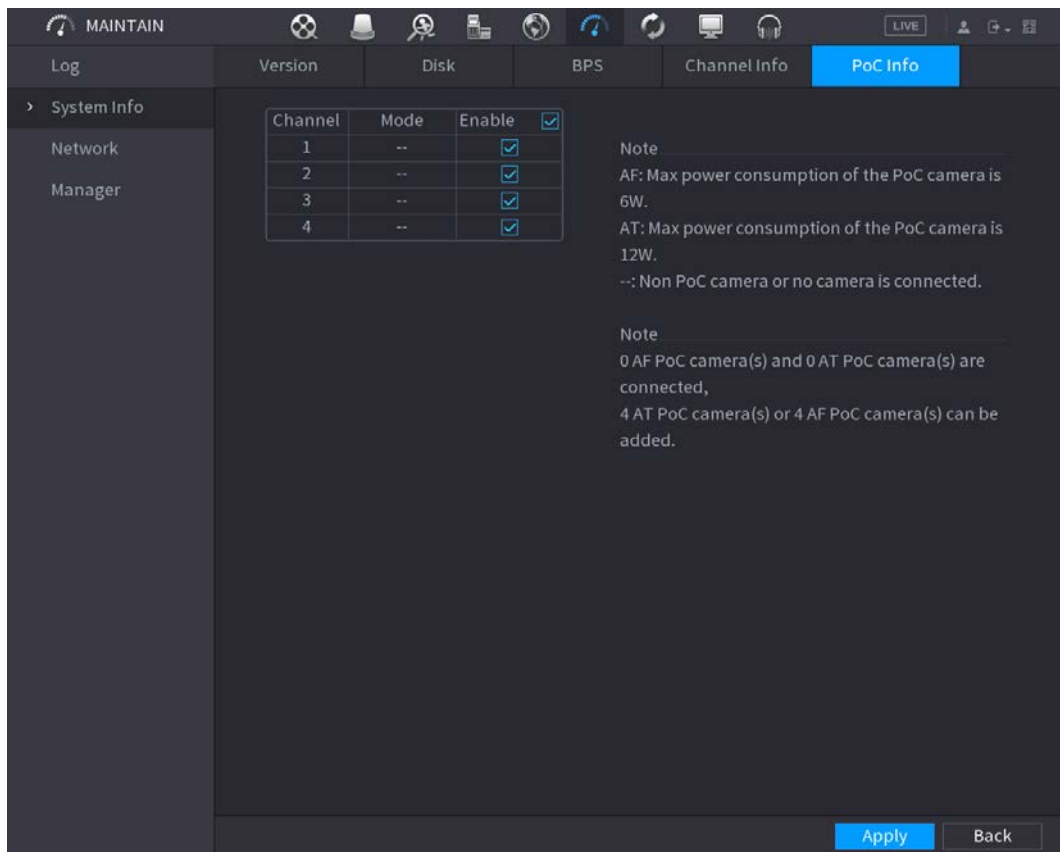 MAINTAIN
LIVE
Log
Version Disk BPS Channel Info PoC Info
System Info
Network
Manager
Channel Mode Enable
1 --
2 --
3 --
4 --
Note
AF: Max power consumption of the PoC camera is
6W.
AT: Max power consumption of the PoC camera is
12W.
--: Non PoC camera or no camera is connected.
Note
0 AF PoC camera(s) and 0 AT PoC camera(s) are
connected,
4 AT PoC camera(s) or 4 AF PoC camera(s) can be
added.
Apply Back